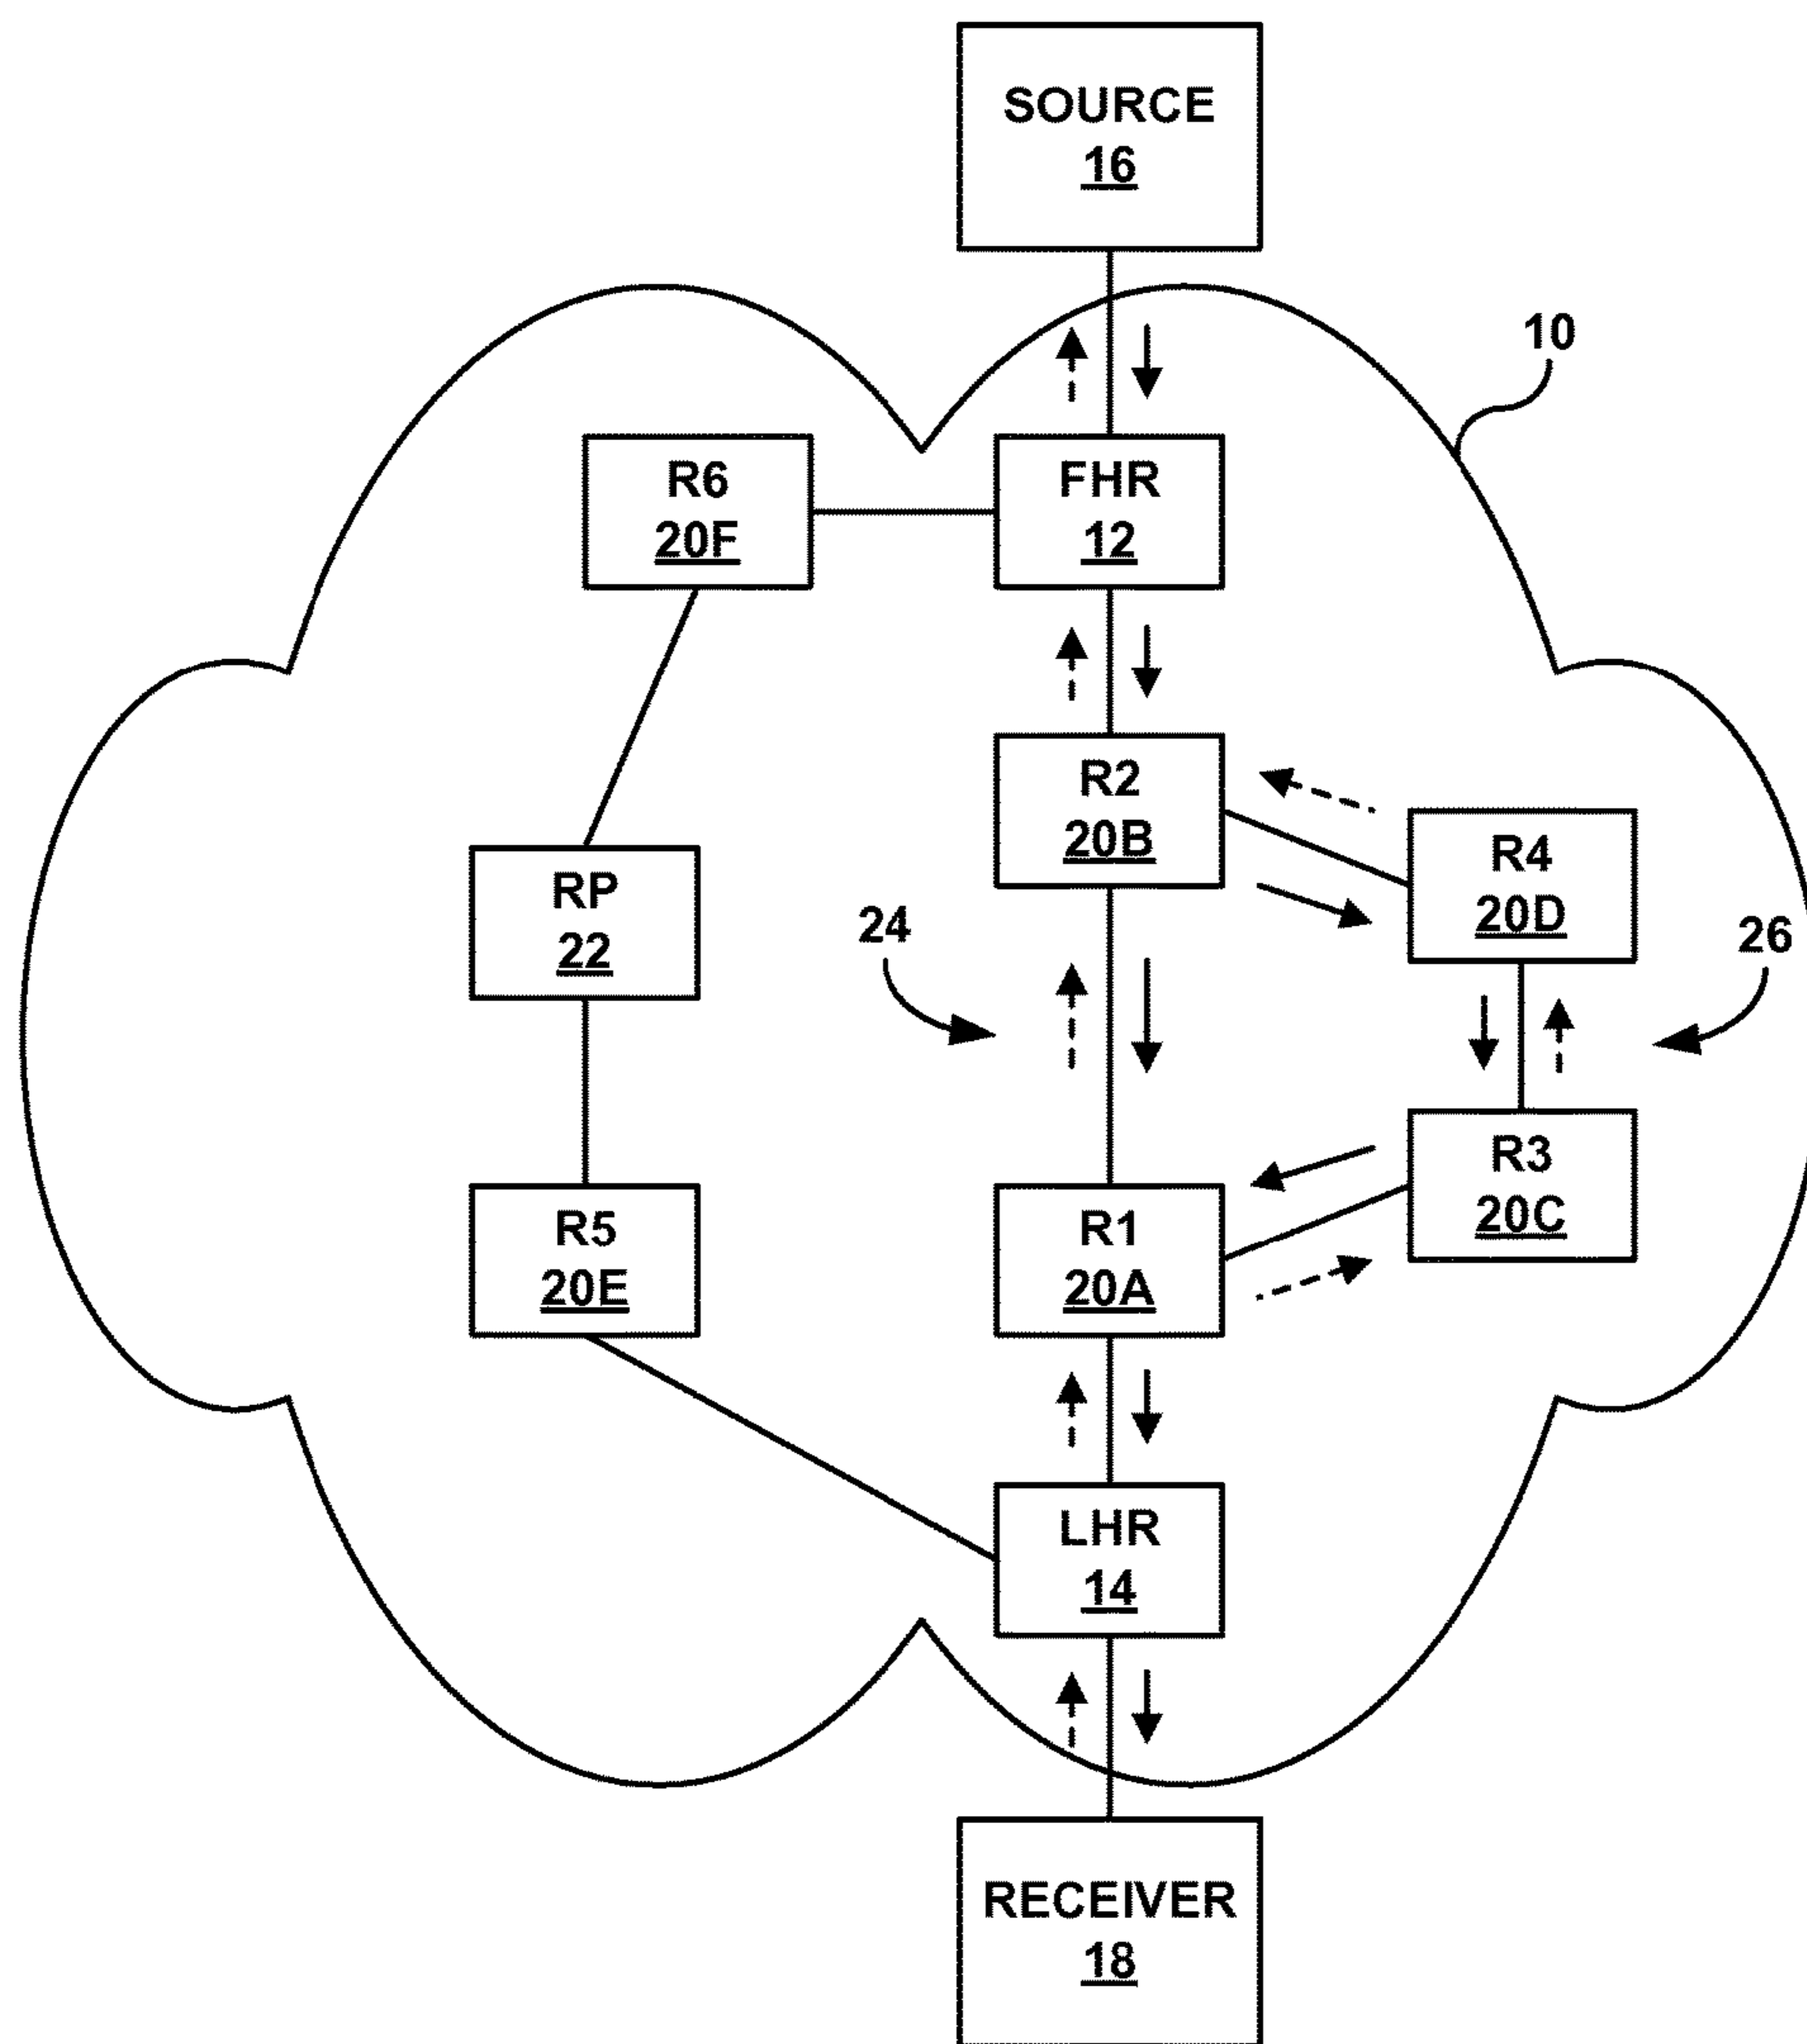 SOURCE
16
10
R6
20F
FHR
12
R2
20B
R4
20D
RP
22
24
26
R3
20C
R5
20E
R1
20A
LHR
14
RECEIVER
18